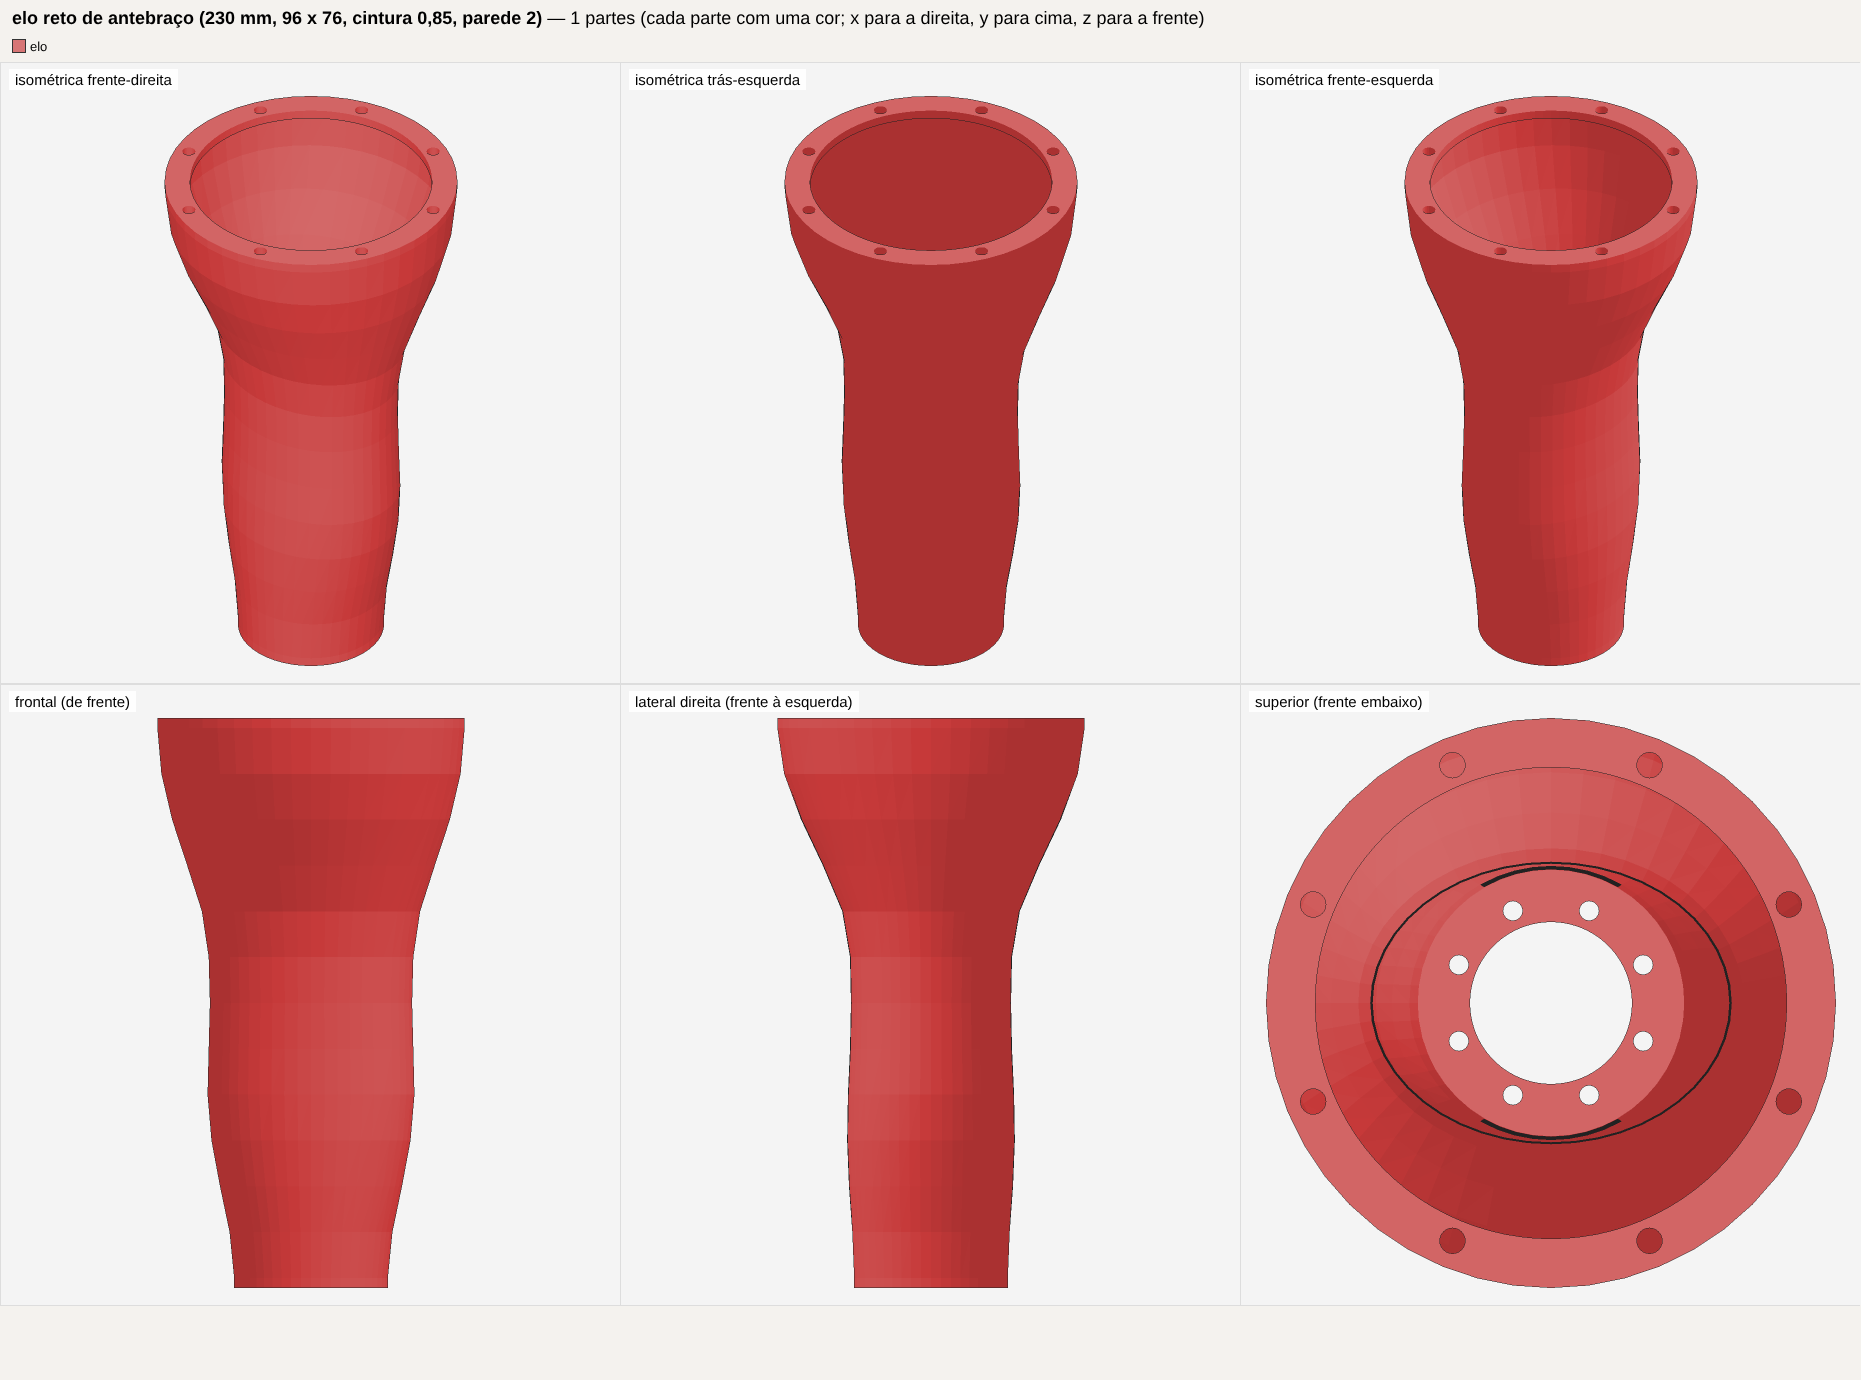 elo reto de antebraço (230 mm, 96 x 76, cintura 0,85, parede 2) — 1 partes (cada parte com uma cor; x para a direita, y para cima, z para a frente)
elo
isométrica frente-direita
isométrica trás-esquerda
isométrica frente-esquerda
frontal (de frente)
lateral direita (frente à esquerda)
superior (frente embaixo)